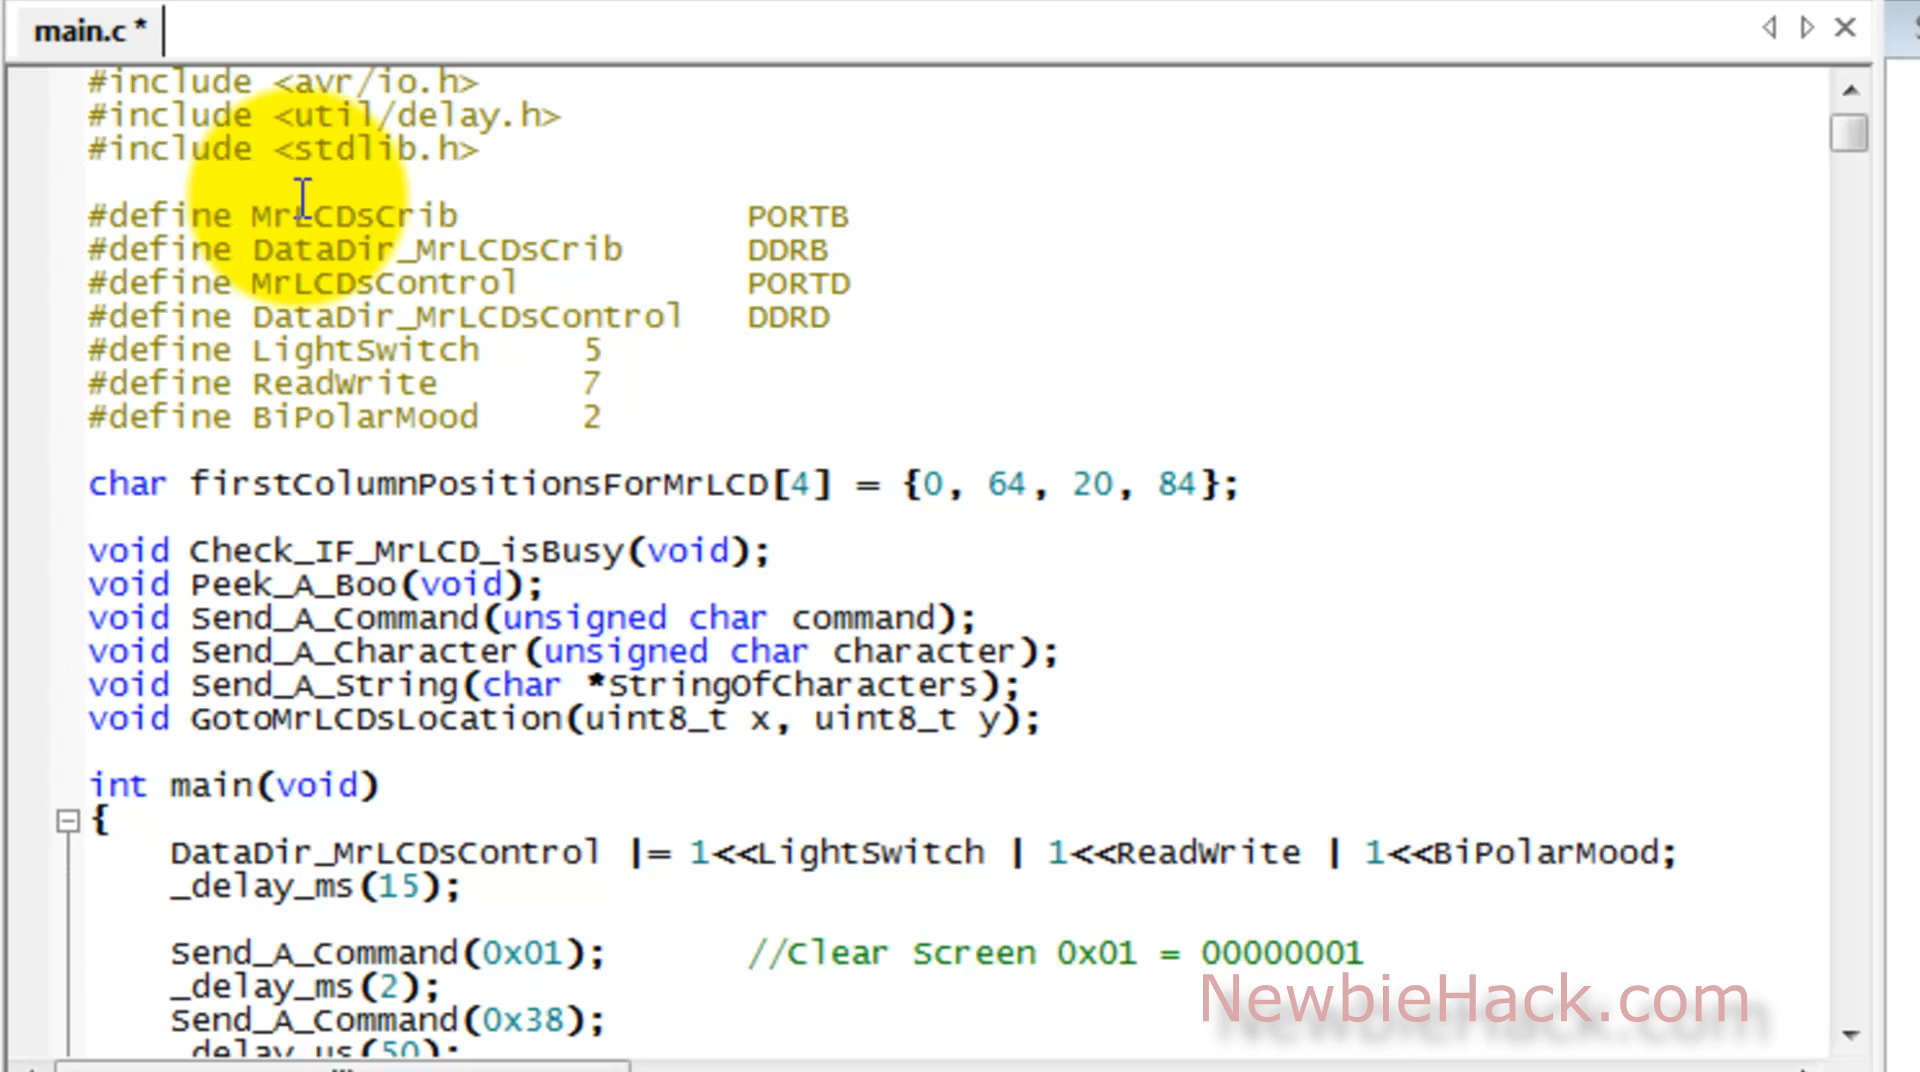 main.c *
#include <avr/io.h>
#include <util/delay.h>
#include <stdlib.h>
#define MrLCDsCrib PORTB
#define DataDir_MrLCDsCrib DDRB
#define MrLCDsControl PORTD
#define DataDir_MrLCDsControl DDRD
#define LightSwitch 5
#define ReadWrite 7
#define BiPolarMood 2
char firstColumnPositionsForMrLCD[4] = {0, 64, 20, 84};
void Check_IF_MrLCD_isBusy(void);
void Peek_A_Boo(void);
void Send_A_Command(unsigned char command);
void Send_A_Character(unsigned char character);
void Send_A_String(char *StringOfCharacters);
void GotoMrLCDsLocation(uint8_t x, uint8_t y);
int main(void)
{
DataDir_MrLCDsControl |= 1<<LightSwitch | 1<<ReadWrite | 1<<BiPolarMood;
_delay_ms(15);
Send_A_Command(0x01); //Clear Screen 0x01 = 00000001
_delay_ms(2);
Send_A_Command(0x38);
_delay_us(50);
NewbieHack.com